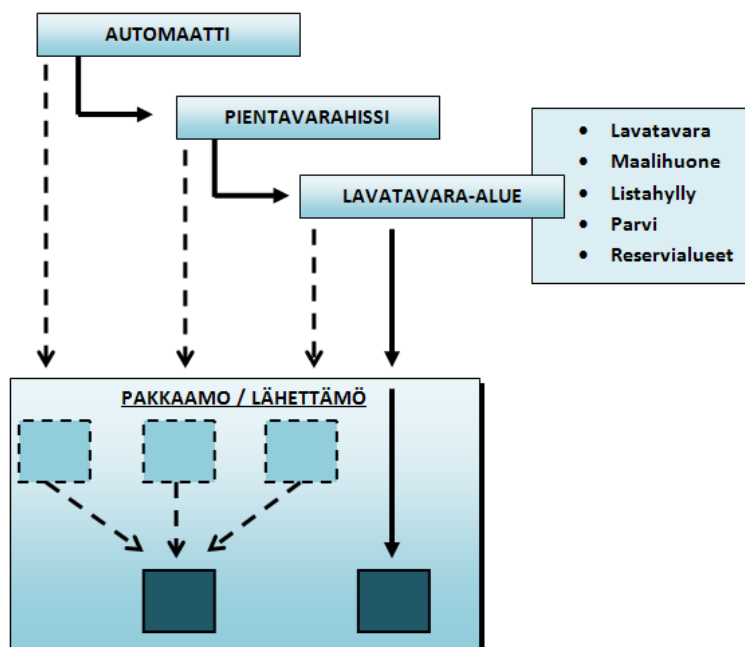 AUTOMAATTI
PIENTAVARAHISSI
LAVATAVARA-ALUE
• Lavatavara
• Maalihuone
• Listahylly
• Parvi
• Reservialueet
PAKKAAMO / LÄHETTÄMÖ